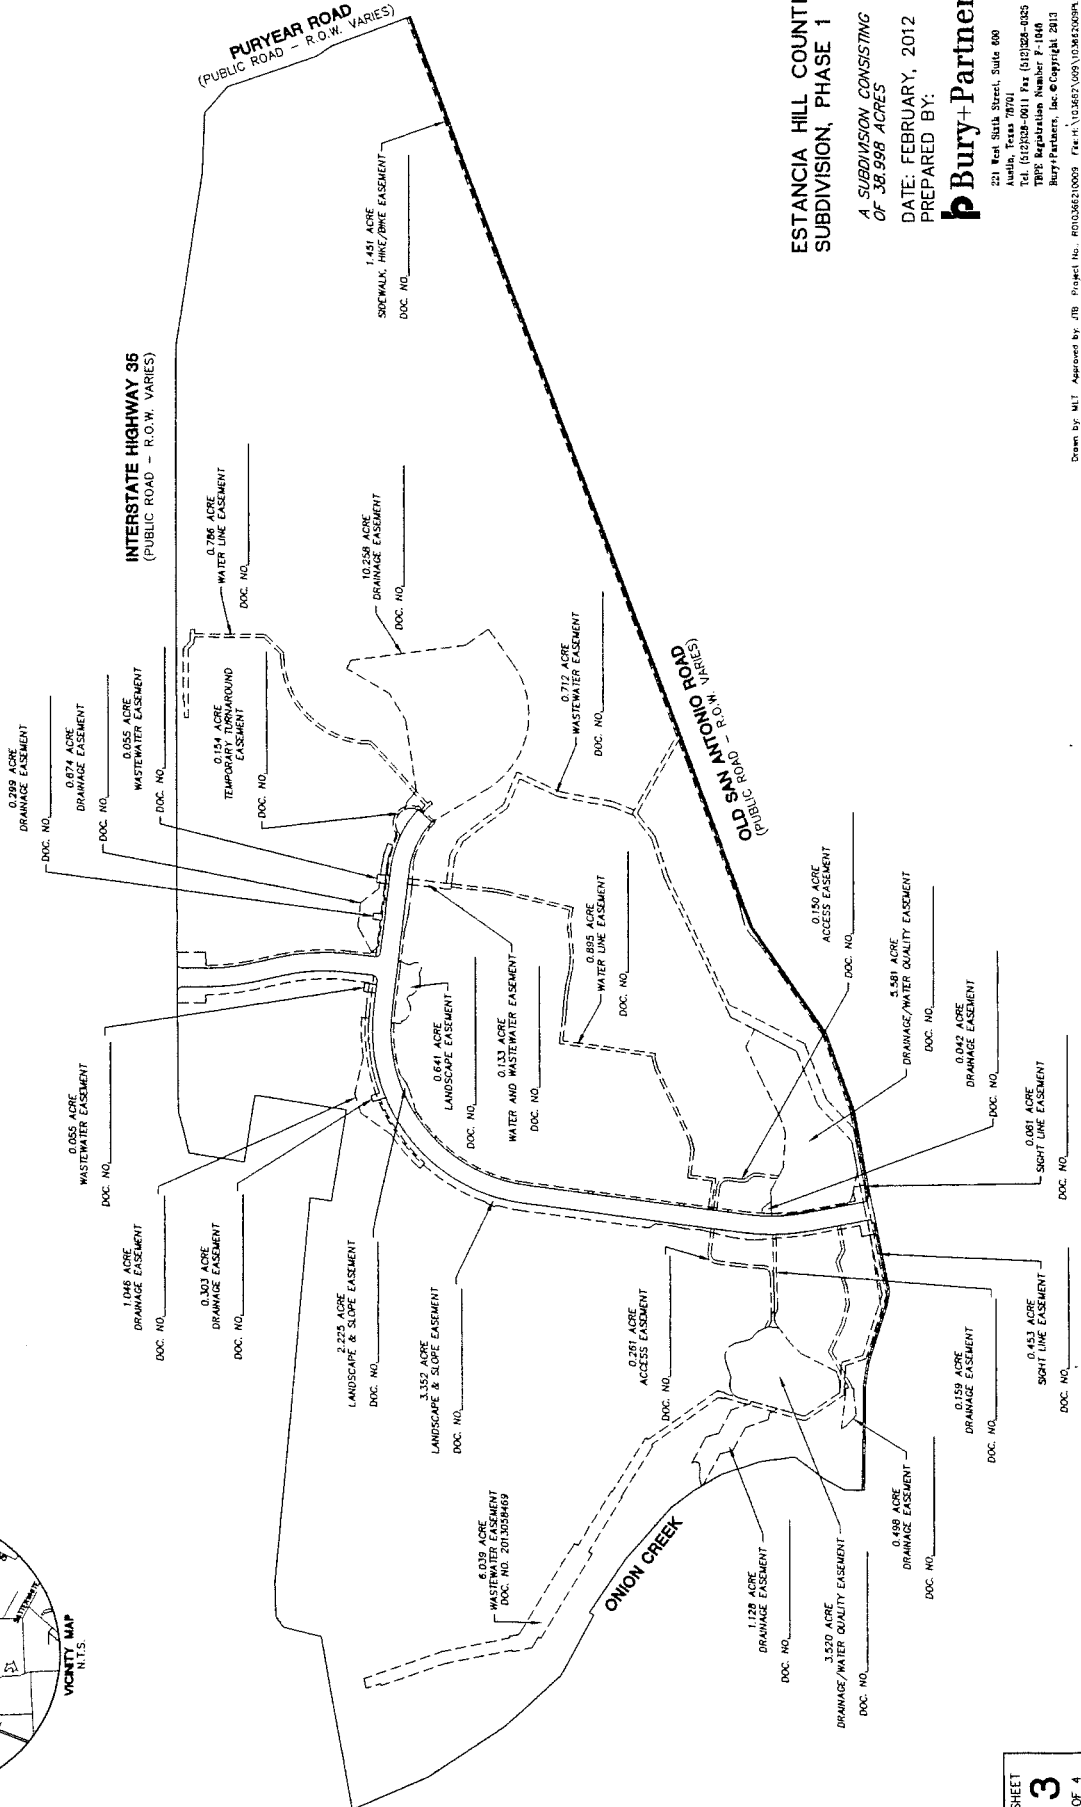 PURYEAR ROAD
(PUBLIC ROAD - R.O.W. VARIES)
INTERSTATE HIGHWAY 35
(PUBLIC ROAD - R.O.W. VARIES)
1.451 ACRE
SIDEWALK, HIKE/BIKE EASEMENT
DOC. NO.
0.786 ACRE
WATER LINE EASEMENT
DOC. NO.
10.258 ACRE
DRAINAGE EASEMENT
DOC. NO.
0.299 ACRE
DRAINAGE EASEMENT
DOC. NO.
0.674 ACRE
DRAINAGE EASEMENT
DOC. NO.
0.055 ACRE
WASTEWATER EASEMENT
DOC. NO.
0.154 ACRE
TEMPORARY TURNAROUND
EASEMENT
DOC. NO.
0.712 ACRE
WASTEWATER EASEMENT
DOC. NO.
OLD SAN ANTONIO ROAD
(PUBLIC ROAD - R.O.W. VARIES)
0.895 ACRE
WATER LINE EASEMENT
DOC. NO.
0.150 ACRE
ACCESS EASEMENT
DOC. NO.
5.581 ACRE
DRAINAGE/WATER QUALITY EASEMENT
DOC. NO.
0.042 ACRE
DRAINAGE EASEMENT
DOC. NO.
0.081 ACRE
SIGHT LINE EASEMENT
DOC. NO.
0.641 ACRE
LANDSCAPE EASEMENT
DOC. NO.
0.133 ACRE
WATER AND WASTEWATER EASEMENT
DOC. NO.
0.055 ACRE
WASTEWATER EASEMENT
DOC. NO.
1.046 ACRE
DRAINAGE EASEMENT
DOC. NO.
0.303 ACRE
DRAINAGE EASEMENT
DOC. NO.
2.225 ACRE
LANDSCAPE & SLOPE EASEMENT
DOC. NO.
3.352 ACRE
LANDSCAPE & SLOPE EASEMENT
DOC. NO.
0.261 ACRE
ACCESS EASEMENT
DOC. NO.
0.453 ACRE
SIGHT LINE EASEMENT
DOC. NO.
0.159 ACRE
DRAINAGE EASEMENT
DOC. NO.
0.498 ACRE
DRAINAGE EASEMENT
DOC. NO.
6.039 ACRE
WASTEWATER EASEMENT
DOC. NO. 2013058469
ONION CREEK
1.128 ACRE
DRAINAGE EASEMENT
DOC. NO.
3.520 ACRE
DRAINAGE/WATER QUALITY EASEMENT
DOC. NO.
VICINITY MAP
N.T.S.
SUBDIVISION, PHASE 1
A SUBDIVISION CONSISTING
OF 38.998 ACRES
DATE: FEBRUARY, 2012
PREPARED BY:
221 West Sixth Street, Suite 600
Austin, Texas 78701
Tel. (512)328-0011 Fax (512)328-0325
TBPE Registration Number F-1048
Bury+Partners, Inc. © Copyright 2013
Drawn by: MLT Approved by: JTB Project No.: R010366210009
SHEET
3
OF 4